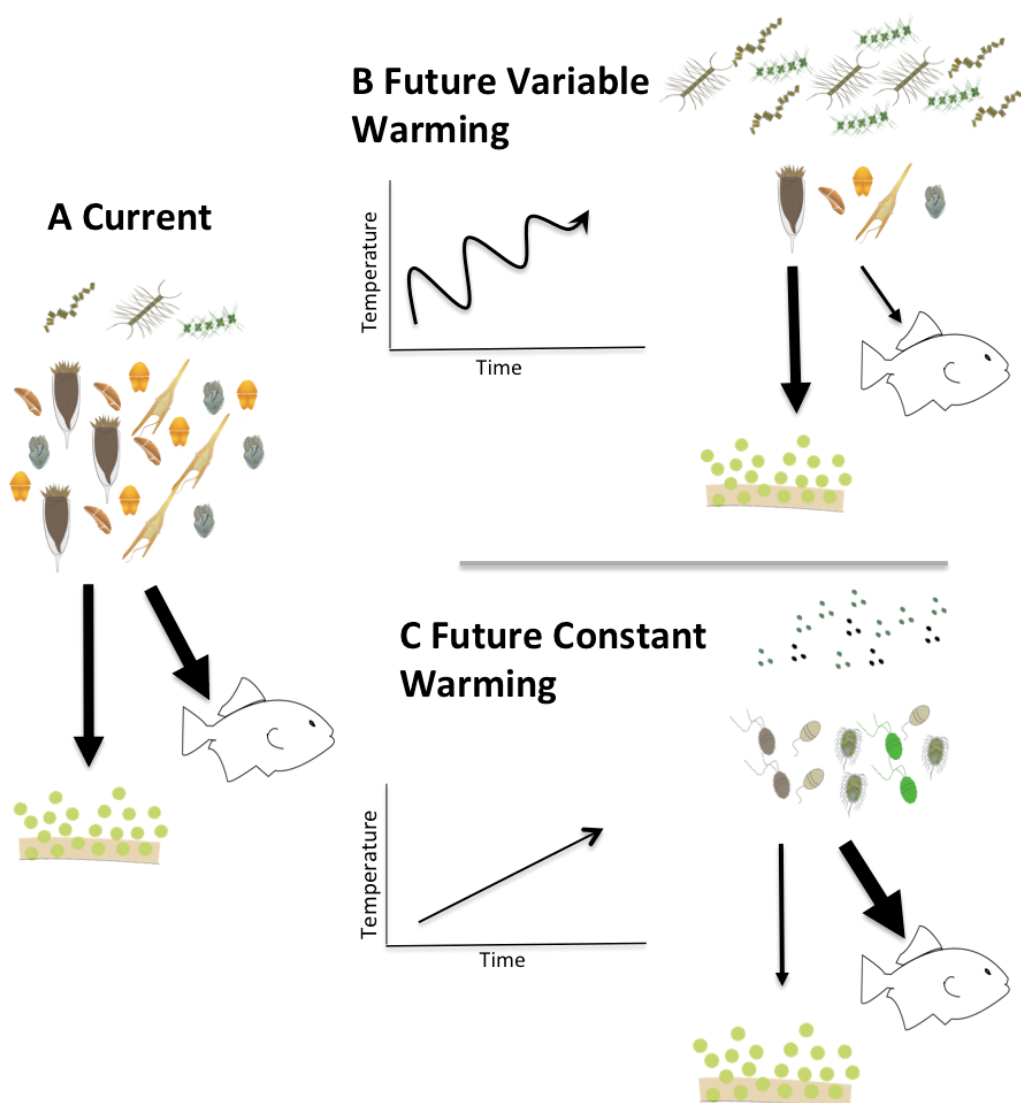 A Current
B Future Variable
Warming
Temperature
Time
C Future Constant
Warming
Temperature
Time